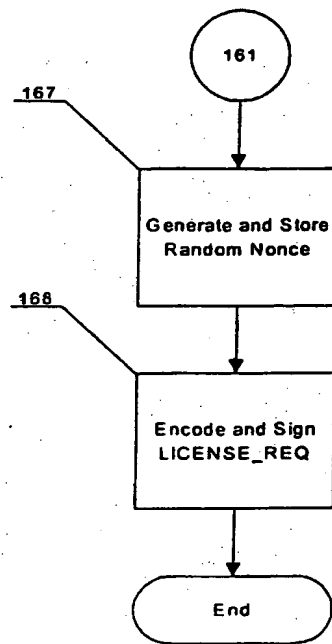 161
167
Generate and Store
Random Nonce
168
Encode and Sign
LICENSE_REQ
End